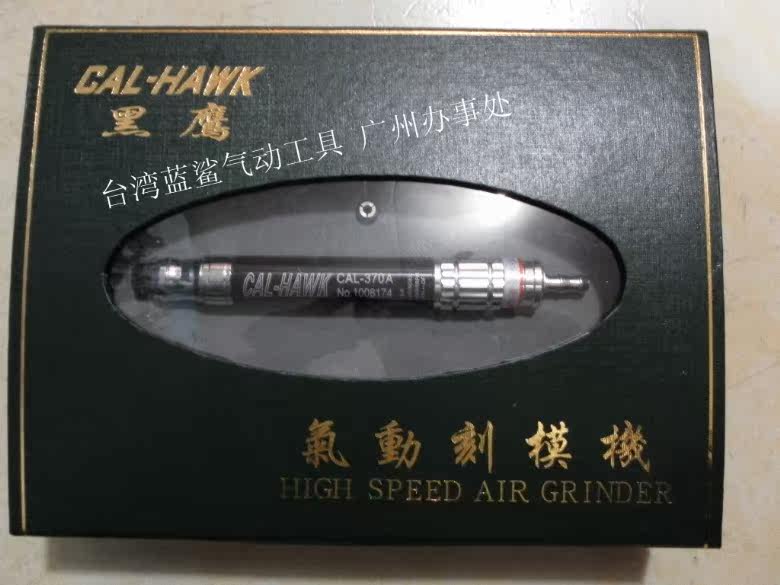 CAL-HAWK
黑鹰
台湾蓝鲨气动工具 广州办事处
CAL-HAWK
CAL-370A
No.1008174
氣動刻模機
HIGH SPEED AIR GRINDER